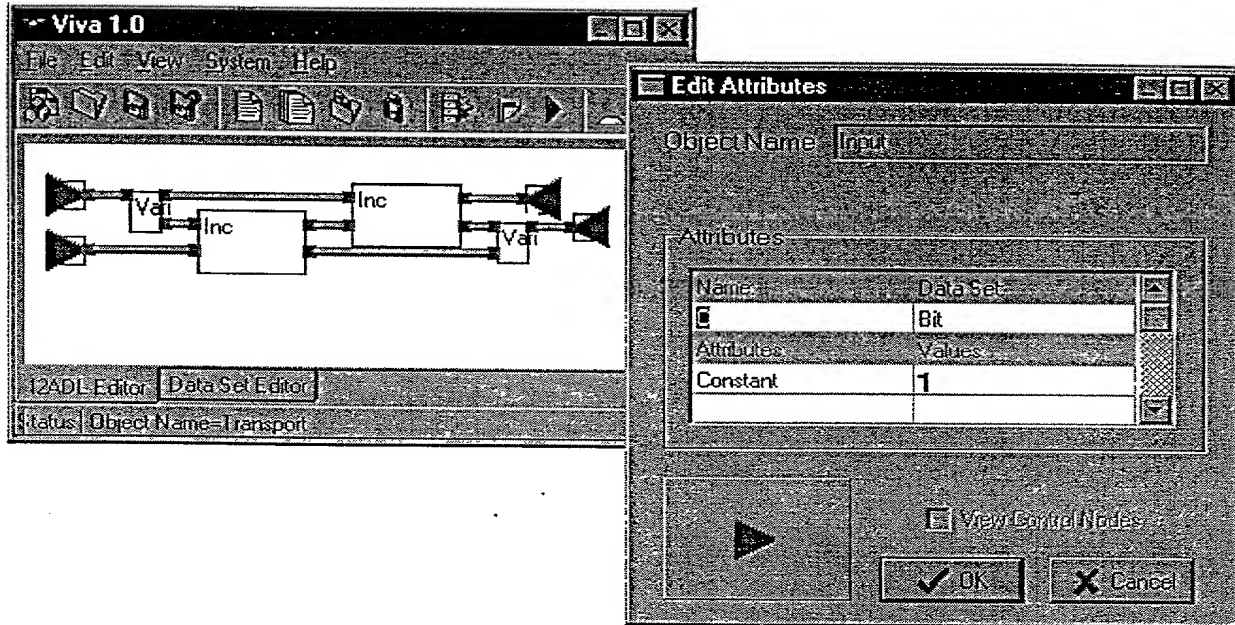 Viva 1.0
File Edit View System Help
Vari
Inc
Inc
Vari
12ADL Editor Data Set Editor
Status Object Name=Transport
Edit Attributes
Object Name Input
Attributes
Name Data Set
Bit
Attributes Values
Constant 1
View Control Nodes
OK Cancel